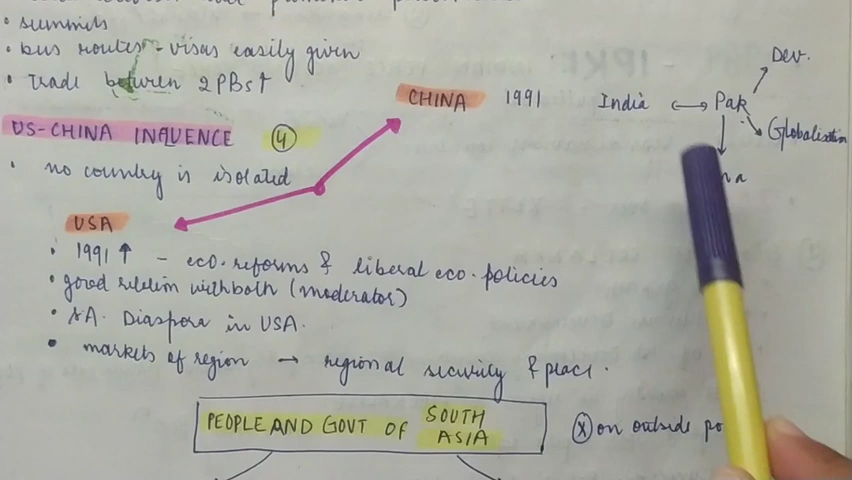 • summits
• bus routes - visas easily given
• trade between 2 PBs ↑
Dev.
CHINA 1991 India ↔ Pak
Globalisation
US-CHINA INFLUENCE ④
• no country is isolated
USA
• 1991 ↑ - eco. reforms & liberal eco. policies
• good relation with both (moderator)
• SA. Diaspora in USA.
• markets of region → regional security & peace.
PEOPLE AND GOVT OF SOUTH ASIA
ⓧ on outside